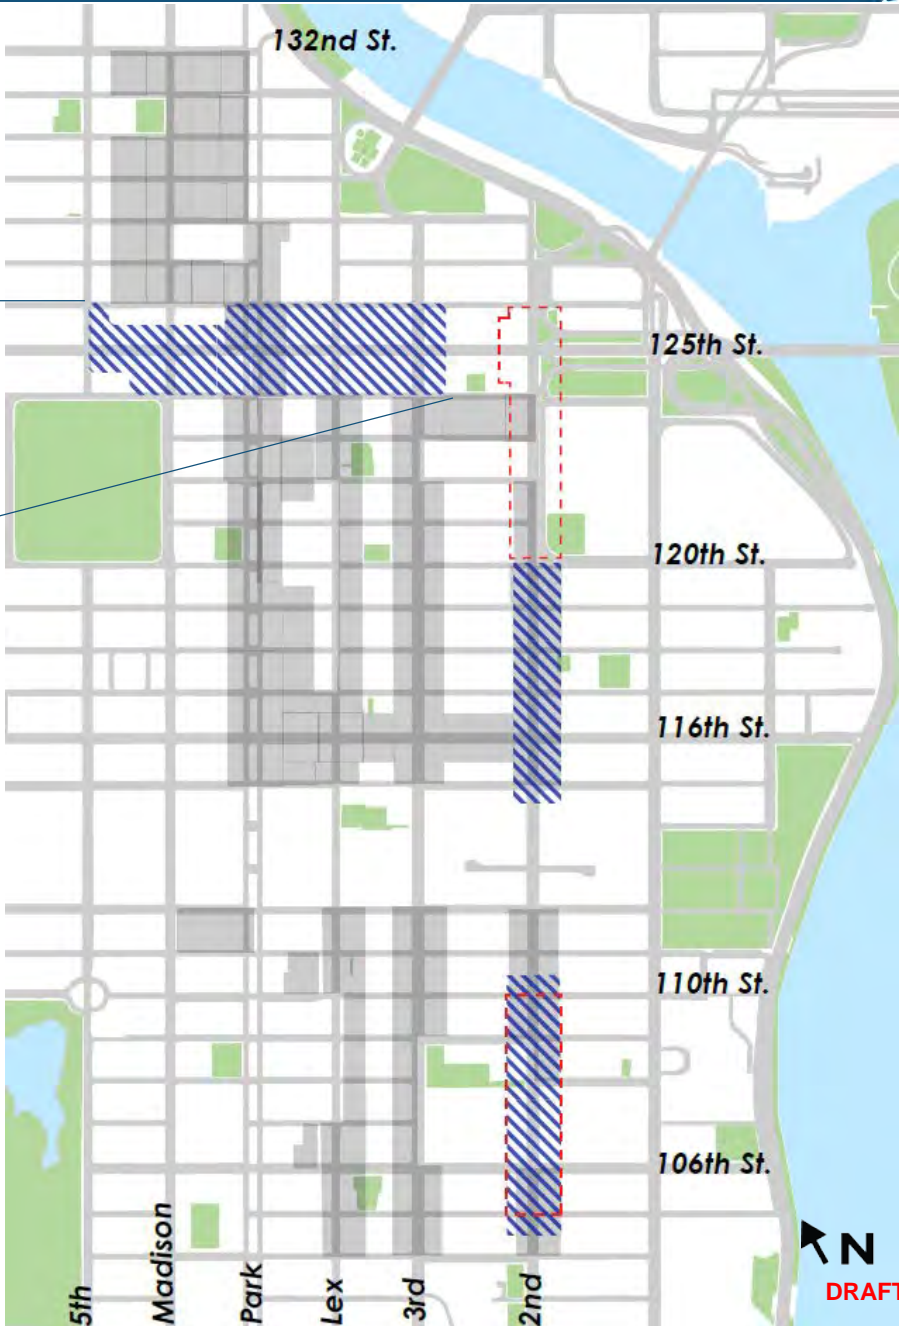 132nd St.
125th St.
120th St.
116th St.
110th St.
106th St.
5th
Madison
Park
Lex
3rd
2nd
N
DRAFT